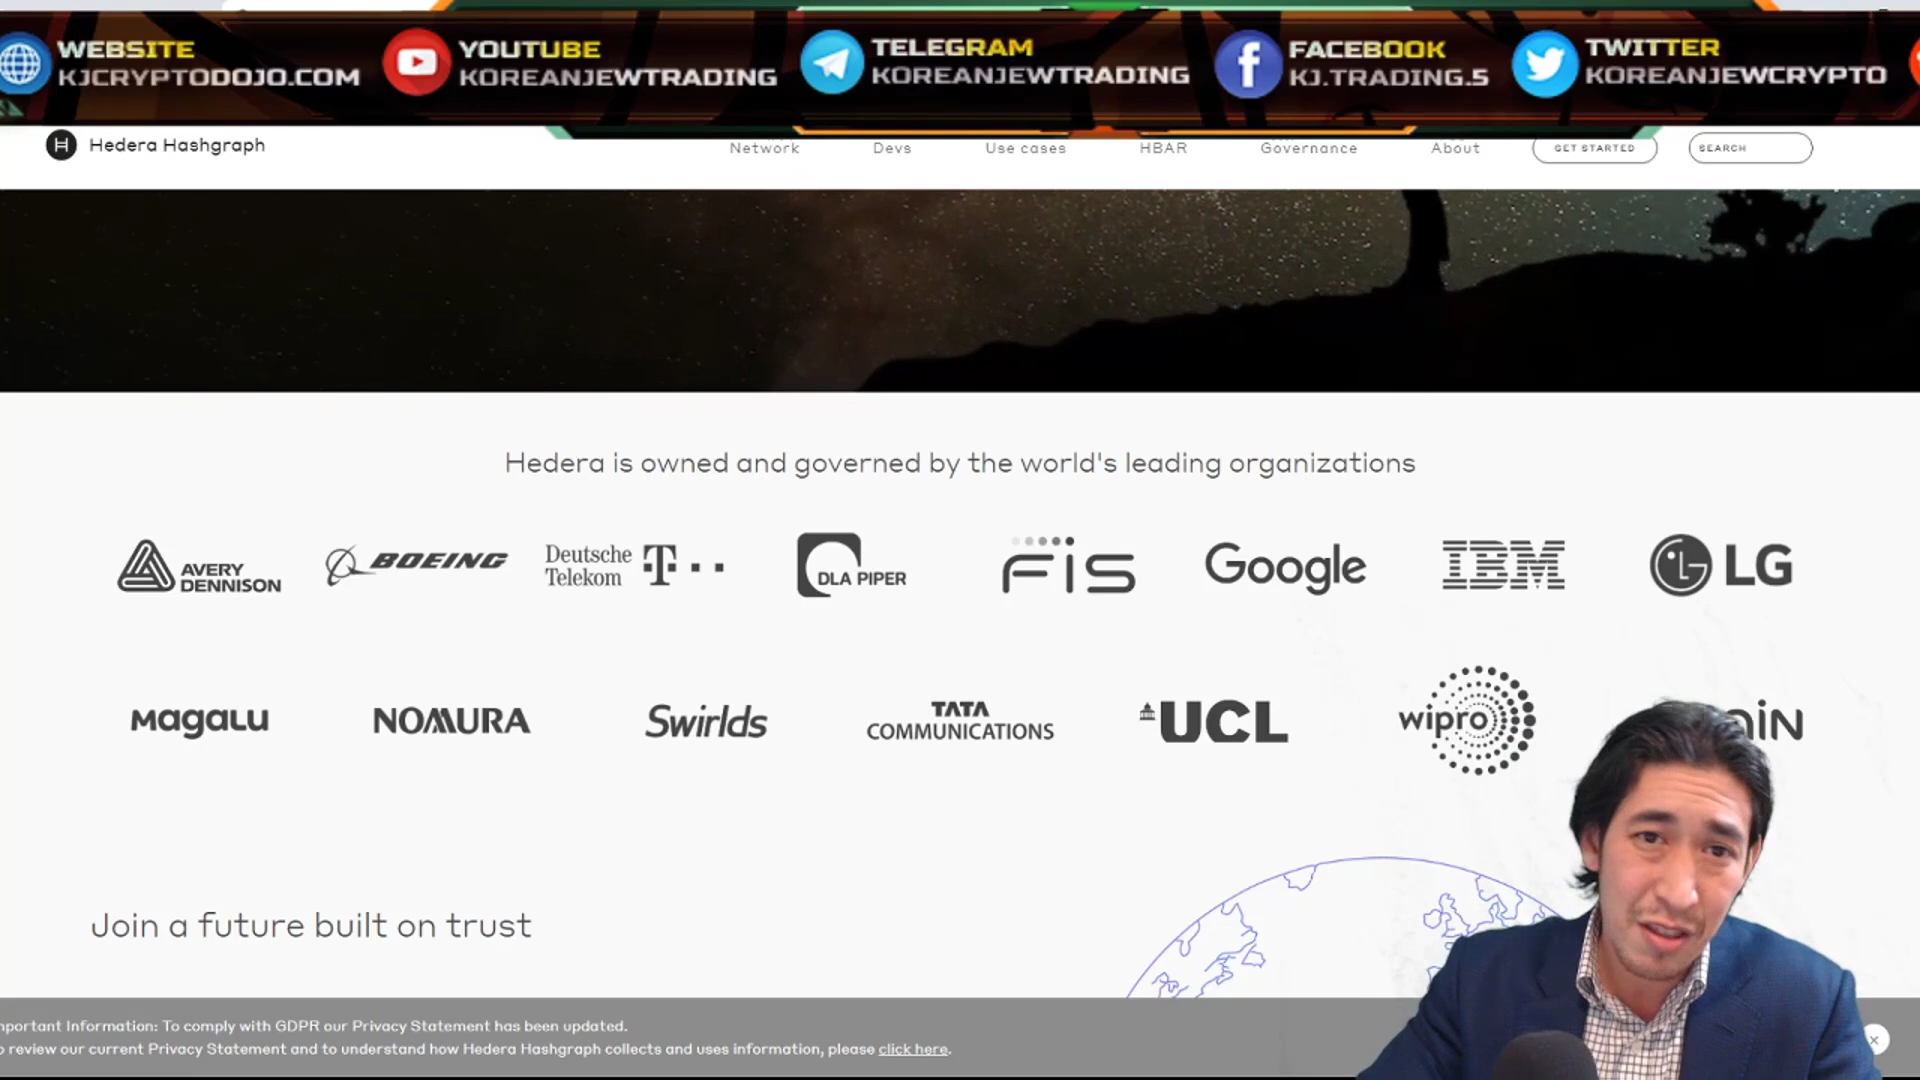 WEBSITE
KJCRYPTODOJO.COM
YOUTUBE
KOREANJEWTRADING
TELEGRAM
KOREANJEWTRADING
FACEBOOK
KJ.TRADING.5
TWITTER
KOREANJEWCRYPTO
H Hedera Hashgraph
Network Devs Use cases HBAR Governance About GET STARTED SEARCH
Hedera is owned and governed by the world's leading organizations
AVERY
DENNISON
BOEING
Deutsche
Telekom T
DLA PIPER
FIS
Google
IBM
LG
Magalu
NOMURA
Swirlds
TATA
COMMUNICATIONS
UCL
wipro
Join a future built on trust
Information: To comply with GDPR our Privacy Statement has been updated.
review our current Privacy Statement and to understand how Hedera Hashgraph collects and uses information, please click here.